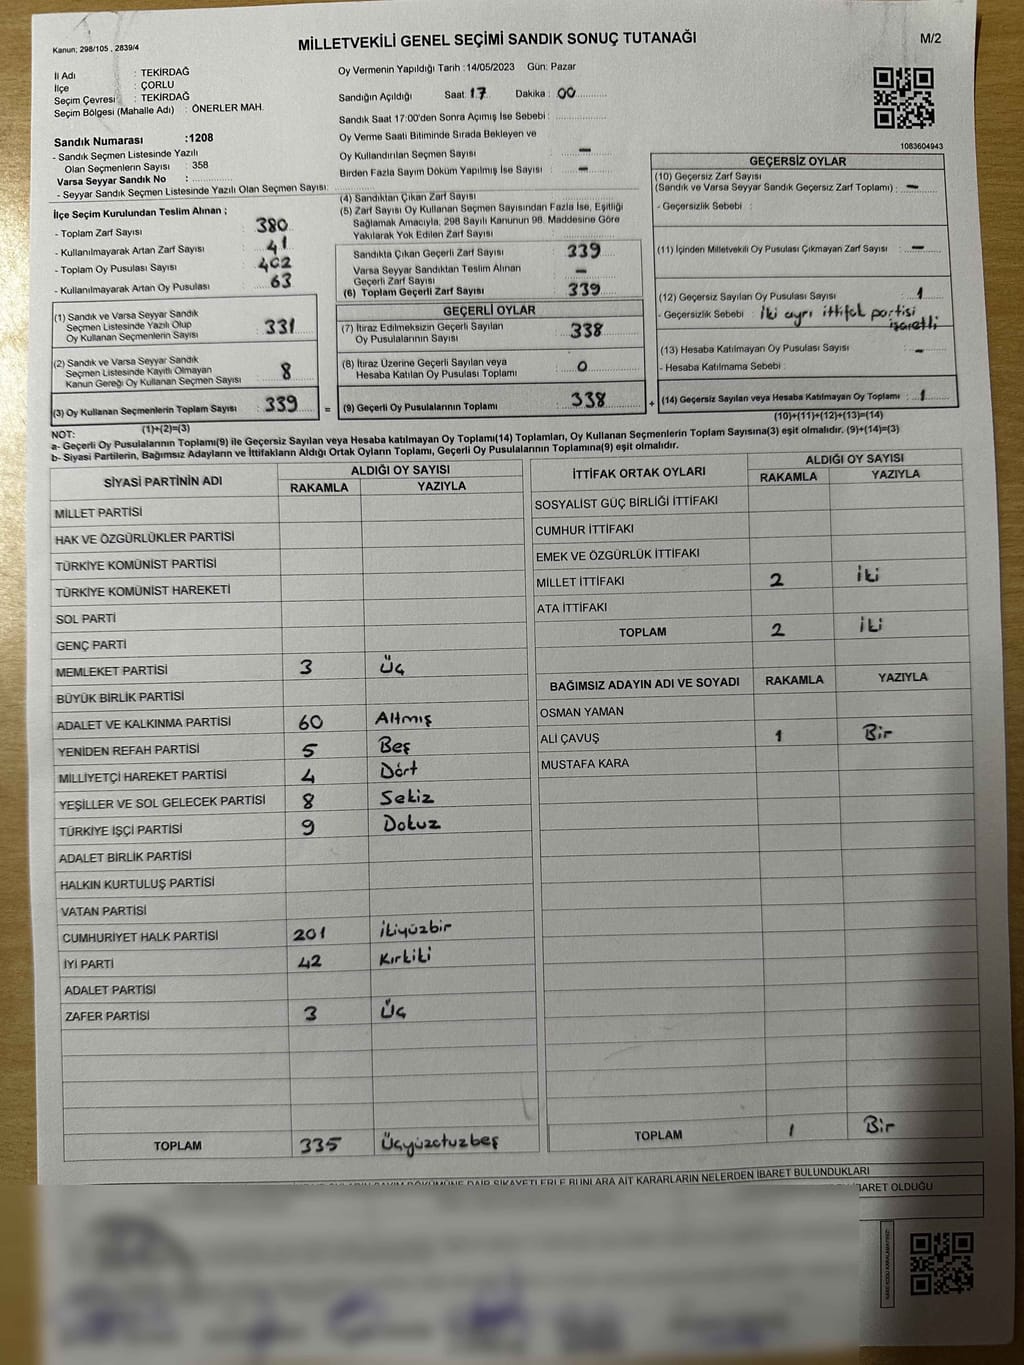 Kanun: 298/105 , 2839/4
MİLLETVEKİLİ GENEL SEÇİMİ SANDIK SONUÇ TUTANAĞI
M/2
İl Adı : TEKİRDAĞ
İlçe : ÇORLU
Seçim Çevresi : TEKİRDAĞ
Seçim Bölgesi (Mahalle Adı) : ÖNERLER MAH.
Oy Vermenin Yapıldığı Tarih :14/05/2023 Gün: Pazar
Sandığın Açıldığı Saat 17 Dakika : 00
Sandık Saat 17:00'den Sonra Açımış İse Sebebi :
Oy Verme Saati Bitiminde Sırada Bekleyen ve
Oy Kullandırılan Seçmen Sayısı : -
Birden Fazla Sayım Döküm Yapılmış İse Sayısı : -
1083604943
Sandık Numarası :1208
- Sandık Seçmen Listesinde Yazılı
Olan Seçmenlerin Sayısı : 358
Varsa Seyyar Sandık No :
- Seyyar Sandık Seçmen Listesinde Yazılı Olan Seçmen Sayısı:
İlçe Seçim Kurulundan Teslim Alınan ;
- Toplam Zarf Sayısı : 380
- Kullanılmayarak Artan Zarf Sayısı : 41
- Toplam Oy Pusulası Sayısı : 402
- Kullanılmayarak Artan Oy Pusulası : 63
(1) Sandık ve Varsa Seyyar Sandık
Seçmen Listesinde Yazılı Olup
Oy Kullanan Seçmenlerin Sayısı : 331
(2) Sandık ve Varsa Seyyar Sandık
Seçmen Listesinde Kayıtlı Olmayan
Kanun Gereği Oy Kullanan Seçmen Sayısı : 8
(3) Oy Kullanan Seçmenlerin Toplam Sayısı : 339
(1)+(2)=(3)
(4) Sandıktan Çıkan Zarf Sayısı :
(5) Zarf Sayısı Oy Kullanan Seçmen Sayısından Fazla İse, Eşitliği
Sağlamak Amacıyla, 298 Sayılı Kanunun 98. Maddesine Göre
Yakılarak Yok Edilen Zarf Sayısı :
Sandıkta Çıkan Geçerli Zarf Sayısı : 339
Varsa Seyyar Sandıktan Teslim Alınan
Geçerli Zarf Sayısı : -
(6) Toplam Geçerli Zarf Sayısı : 339
GEÇERLİ OYLAR
(7) İtiraz Edilmeksizin Geçerli Sayılan
Oy Pusulalarının Sayısı : 338
(8) İtiraz Üzerine Geçerli Sayılan veya
Hesaba Katılan Oy Pusulası Toplamı : 0
= (9) Geçerli Oy Pusulalarının Toplamı : 338 +
GEÇERSİZ OYLAR
(10) Geçersiz Zarf Sayısı
(Sandık ve Varsa Seyyar Sandık Geçersiz Zarf Toplamı) : -
- Geçersizlik Sebebi :
(11) İçinden Milletvekili Oy Pusulası Çıkmayan Zarf Sayısı : -
(12) Geçersiz Sayılan Oy Pusulası Sayısı : 1
- Geçersizlik Sebebi : iki ayrı ittifak partisi
işaretli
(13) Hesaba Katılmayan Oy Pusulası Sayısı : -
- Hesaba Katılmama Sebebi :
(14) Geçersiz Sayılan veya Hesaba Katılmayan Oy Toplamı : 1
(10)+(11)+(12)+(13)=(14)
NOT:
a- Geçerli Oy Pusulalarının Toplamı(9) ile Geçersiz Sayılan veya Hesaba katılmayan Oy Toplamı(14) Toplamları, Oy Kullanan Seçmenlerin Toplam Sayısına(3) eşit olmalıdır. (9)+(14)=(3)
b- Siyasi Partilerin, Bağımsız Adayların ve İttifakların Aldığı Ortak Oyların Toplamı, Geçerli Oy Pusulalarının Toplamına(9) eşit olmalıdır.
SİYASİ PARTİNİN ADI ALDIĞI OY SAYISI
RAKAMLA YAZIYLA
MİLLET PARTİSİ
HAK VE ÖZGÜRLÜKLER PARTİSİ
TÜRKİYE KOMÜNİST PARTİSİ
TÜRKİYE KOMÜNİST HAREKETİ
SOL PARTİ
GENÇ PARTİ
MEMLEKET PARTİSİ 3 Üç
BÜYÜK BİRLİK PARTİSİ
ADALET VE KALKINMA PARTİSİ 60 Altmış
YENİDEN REFAH PARTİSİ 5 Beş
MİLLİYETÇİ HAREKET PARTİSİ 4 Dört
YEŞİLLER VE SOL GELECEK PARTİSİ 8 Sekiz
TÜRKİYE İŞÇİ PARTİSİ 9 Dokuz
ADALET BİRLİK PARTİSİ
HALKIN KURTULUŞ PARTİSİ
VATAN PARTİSİ
CUMHURİYET HALK PARTİSİ 201 ikiyüzbir
İYİ PARTİ 42 Kırkiki
ADALET PARTİSİ
ZAFER PARTİSİ 3 Üç
TOPLAM 335 Üçyüzotuzbeş
İTTİFAK ORTAK OYLARI ALDIĞI OY SAYISI
RAKAMLA YAZIYLA
SOSYALİST GÜÇ BİRLİĞİ İTTİFAKI
CUMHUR İTTİFAKI
EMEK VE ÖZGÜRLÜK İTTİFAKI
MİLLET İTTİFAKI 2 iki
ATA İTTİFAKI
TOPLAM 2 iki
BAĞIMSIZ ADAYIN ADI VE SOYADI RAKAMLA YAZIYLA
OSMAN YAMAN
ALİ ÇAVUŞ 1 Bir
MUSTAFA KARA
TOPLAM 1 Bir
DÖKÜMÜNE DAİR ŞİKAYETLERLE BUNLARA AİT KARARLARIN NELERDEN İBARET BULUNDUKLARI
İBARET OLDUĞU